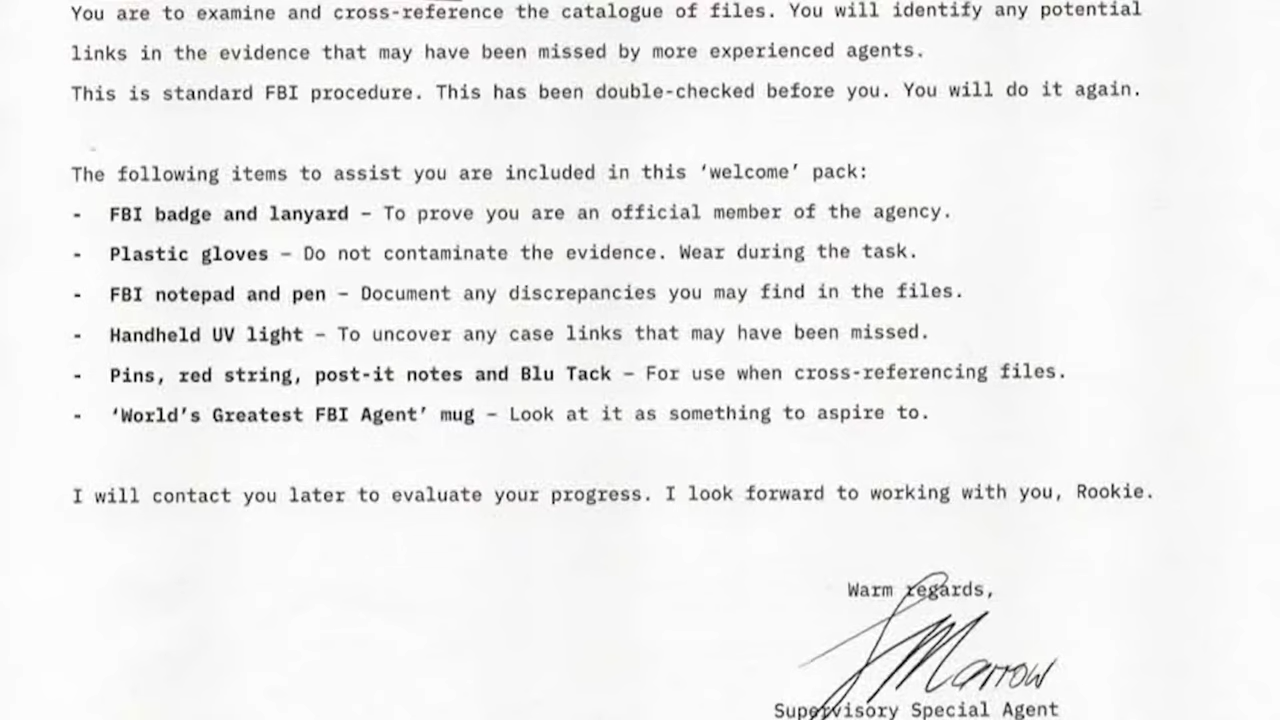 You are to examine and cross-reference the catalogue of files. You will identify any potential
links in the evidence that may have been missed by more experienced agents.
This is standard FBI procedure. This has been double-checked before you. You will do it again.
The following items to assist you are included in this ‘welcome’ pack:
- FBI badge and lanyard – To prove you are an official member of the agency.
- Plastic gloves – Do not contaminate the evidence. Wear during the task.
- FBI notepad and pen – Document any discrepancies you may find in the files.
- Handheld UV light – To uncover any case links that may have been missed.
- Pins, red string, post-it notes and Blu Tack – For use when cross-referencing files.
- ‘World’s Greatest FBI Agent’ mug – Look at it as something to aspire to.
I will contact you later to evaluate your progress. I look forward to working with you, Rookie.
Warm regards,
J Marrow
Supervisory Special Agent